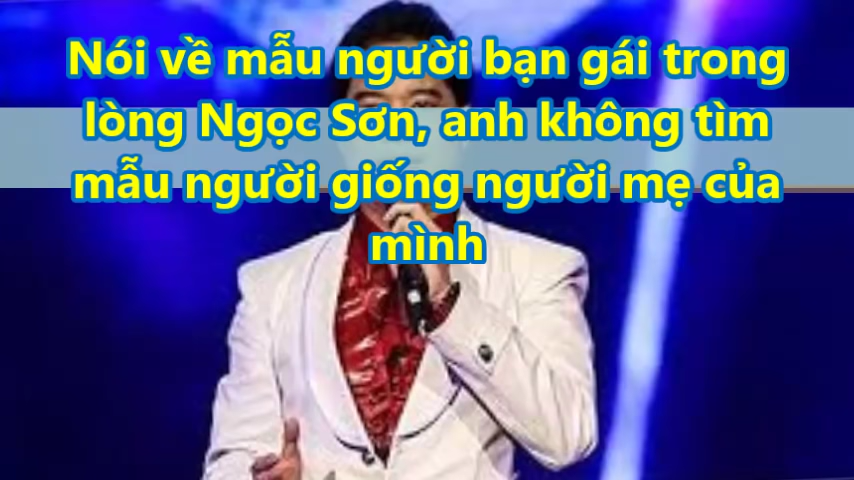 Nói về mẫu người bạn gái trong
lòng Ngọc Sơn, anh không tìm
mẫu người giống người mẹ của
mình